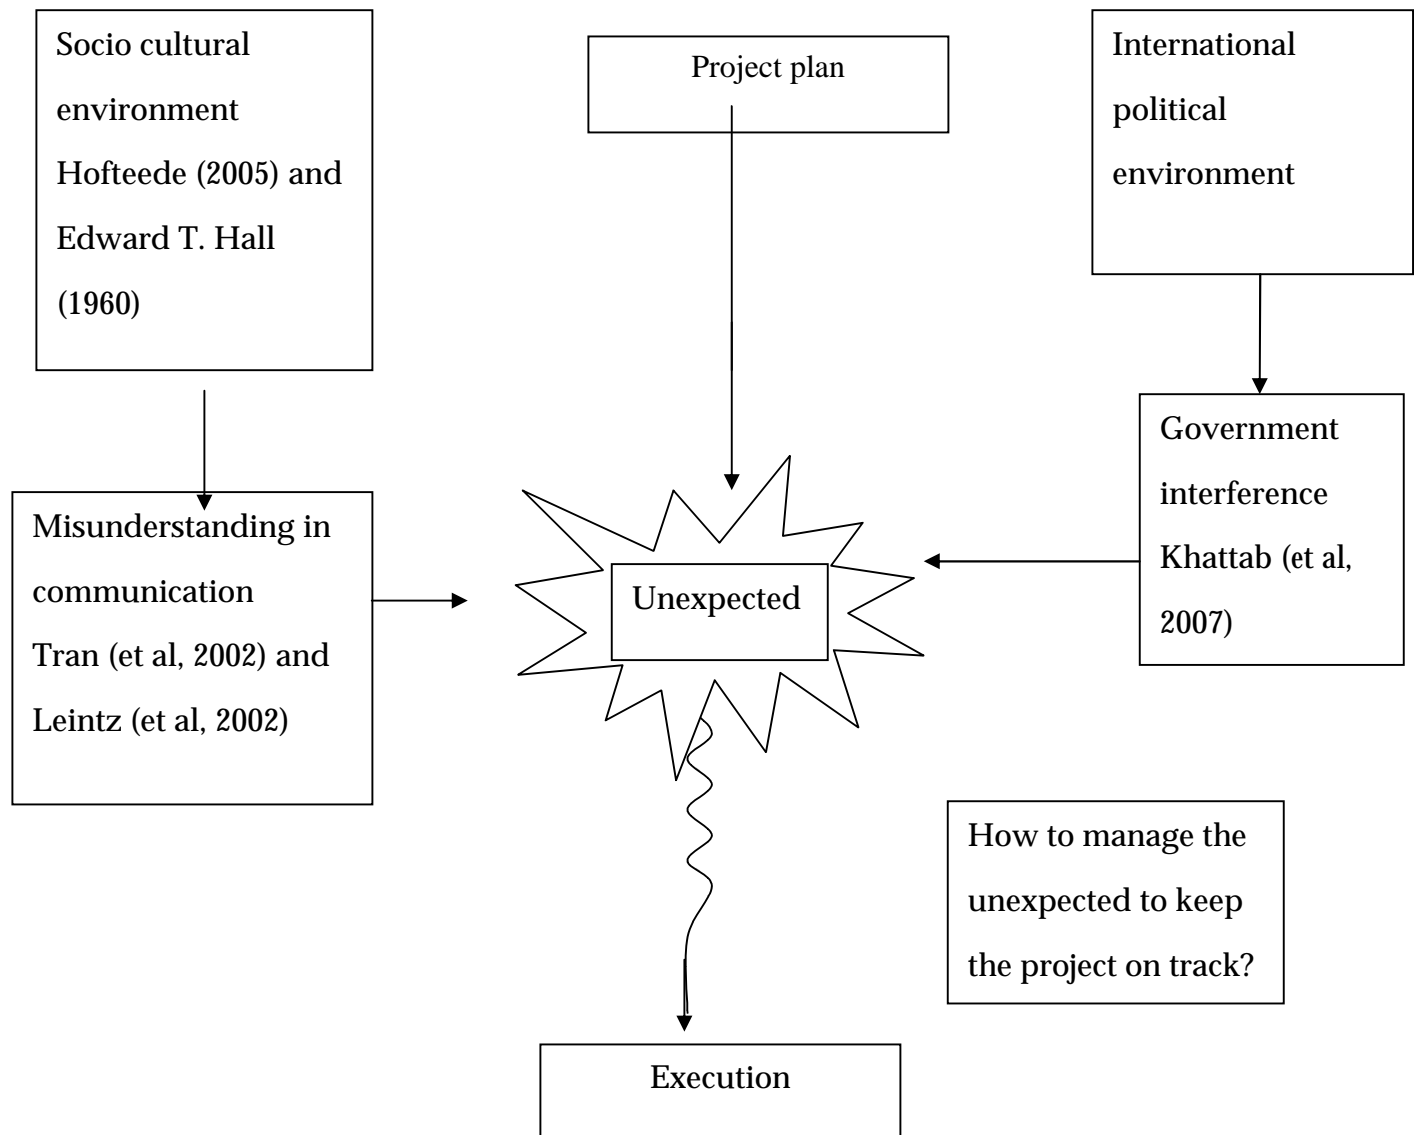 Socio cultural
environment
Hofteede (2005) and
Edward T. Hall
(1960)
Project plan
International
political
environment
Misunderstanding in
communication
Tran (et al, 2002) and
Leintz (et al, 2002)
Unexpected
Government
interference
Khattab (et al,
2007)
How to manage the
unexpected to keep
the project on track?
Execution